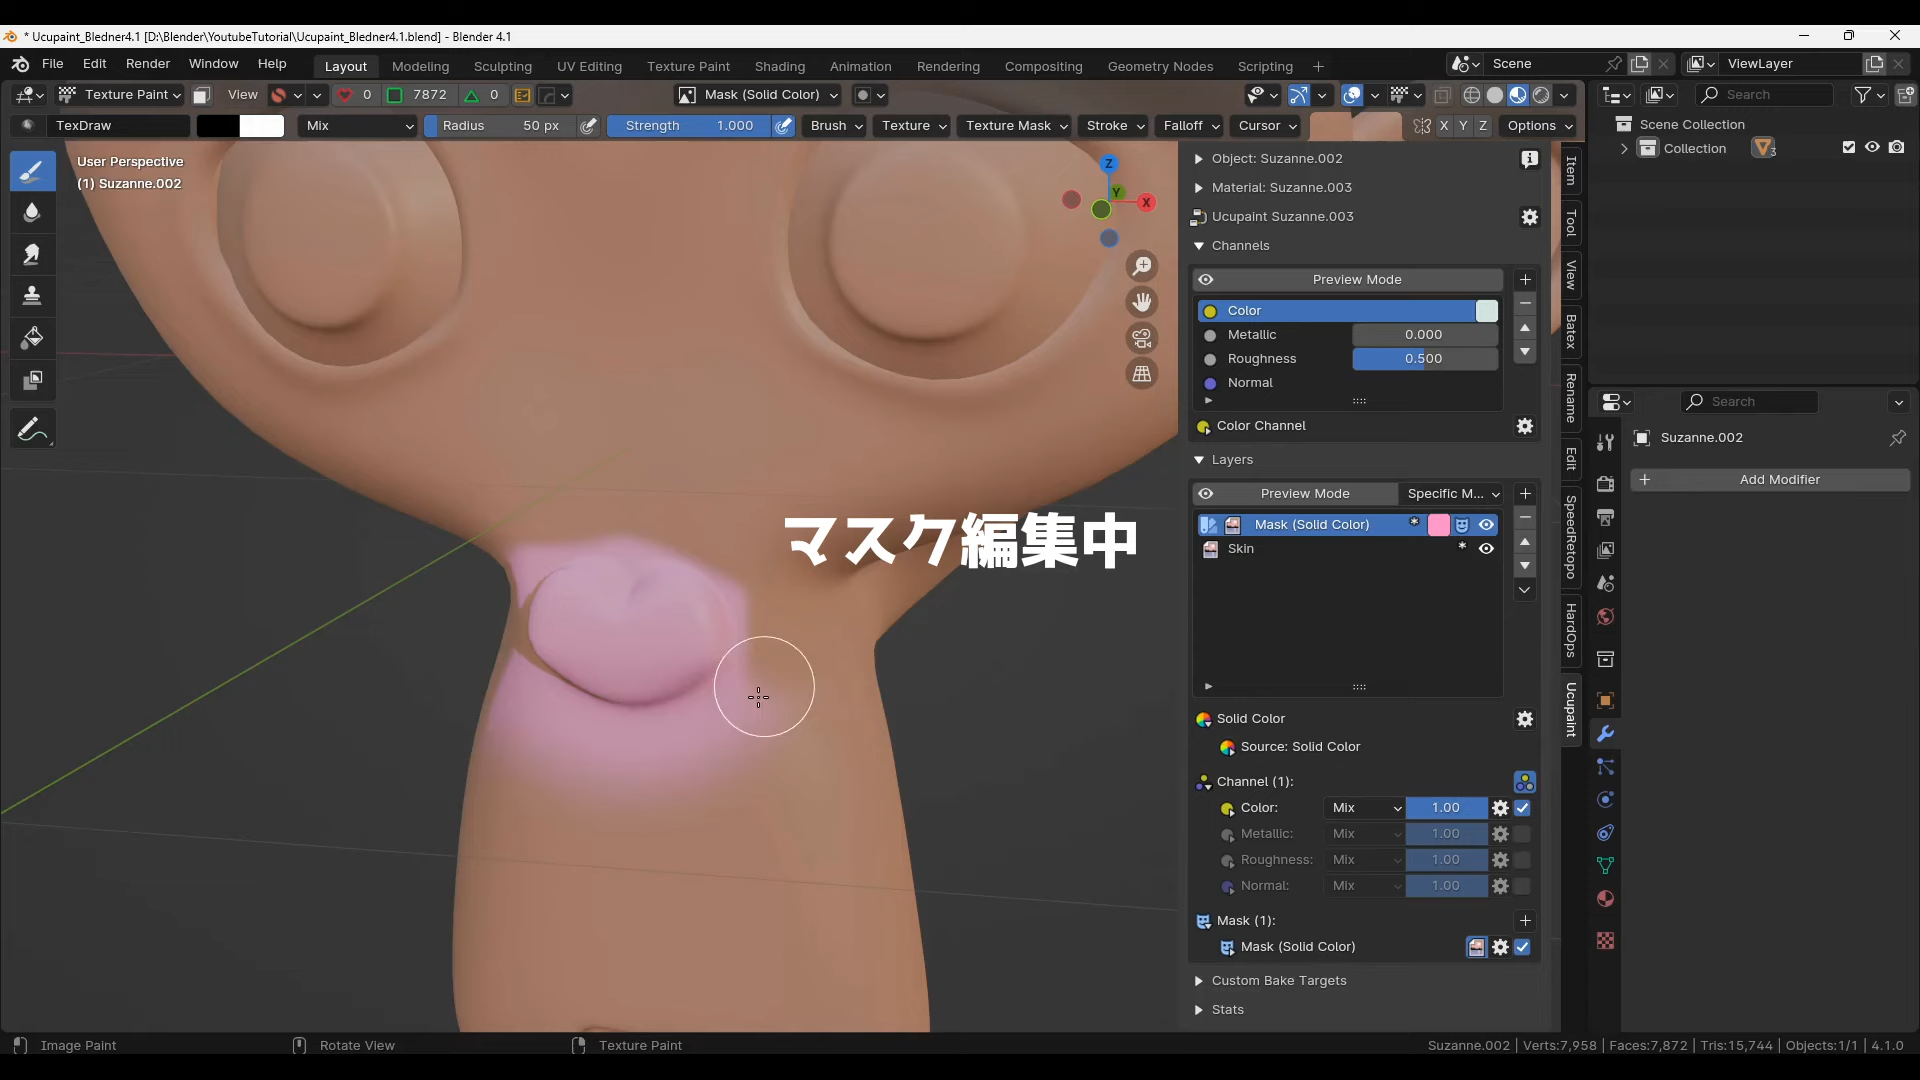 * Ucupaint_Bledner4.1 [D:\Blender\YoutubeTutorial\Ucupaint_Bledner4.1.blend] - Blender 4.1
File Edit Render Window Help Layout Modeling Sculpting UV Editing Texture Paint Shading Animation Rendering Compositing Geometry Nodes Scripting + Scene ViewLayer
Texture Paint View 0 7872 0 Mask (Solid Color) Search
TexDraw Mix Radius 50 px Strength 1.000 Brush Texture Texture Mask Stroke Falloff Cursor X Y Z Options
Scene Collection
Collection 3
User Perspective
(1) Suzanne.002
Z
Y
X
Object: Suzanne.002
Material: Suzanne.003
Ucupaint Suzanne.003
Channels
Preview Mode
Color
Metallic 0.000
Roughness 0.500
Normal
Color Channel
Layers
Preview Mode Specific M...
Mask (Solid Color) *
Skin *
マスク編集中
Solid Color
Source: Solid Color
Channel (1):
Color: Mix 1.00
Metallic: Mix 1.00
Roughness: Mix 1.00
Normal: Mix 1.00
Mask (1):
Mask (Solid Color)
Custom Bake Targets
Stats
Item
Tool
View
Batex
Rename
Edit
SpeedRetopo
HardOps
Ucupaint
Search
Suzanne.002
+ Add Modifier
Image Paint Rotate View Texture Paint Suzanne.002 | Verts:7,958 | Faces:7,872 | Tris:15,744 | Objects:1/1 | 4.1.0